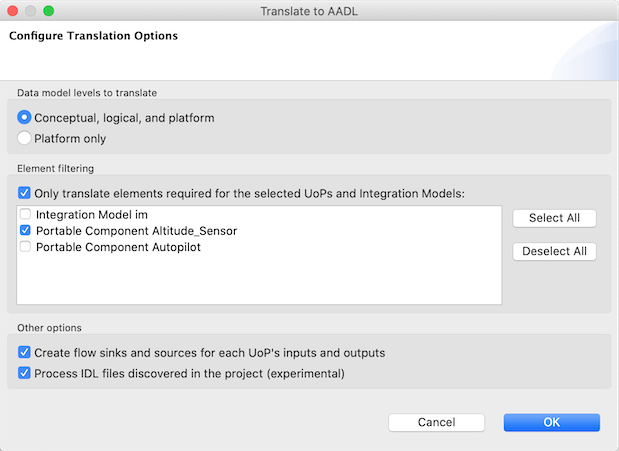 Translate to AADL
Configure Translation Options
Data model levels to translate
Conceptual, logical, and platform
Platform only
Element filtering
Only translate elements required for the selected UoPs and Integration Models:
Integration Model im
Portable Component Altitude_Sensor
Portable Component Autopilot
Select All
Deselect All
Other options
Create flow sinks and sources for each UoP's inputs and outputs
Process IDL files discovered in the project (experimental)
Cancel
OK